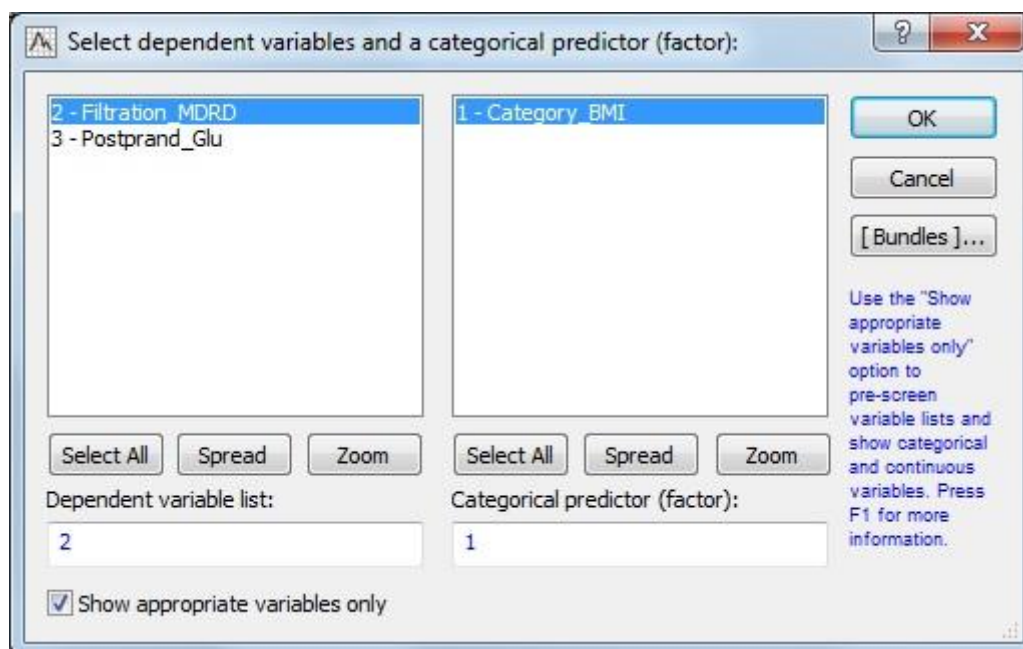 Select dependent variables and a categorical predictor (factor):
?
2 - Filtration_MDRD
3 - Postprand_Glu
1 - Category_BMI
OK
Cancel
[ Bundles ]...
Use the "Show
appropriate
variables only"
option to
pre-screen
variable lists and
show categorical
and continuous
variables. Press
F1 for more
information.
Select All
Spread
Zoom
Select All
Spread
Zoom
Dependent variable list:
Categorical predictor (factor):
2
1
Show appropriate variables only